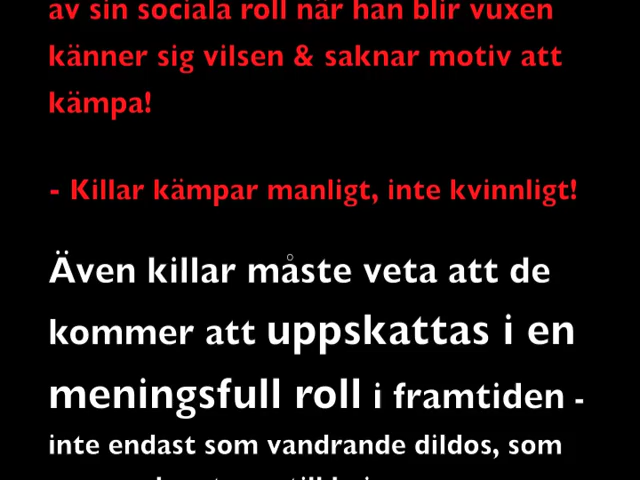 av sin sociala roll när han blir vuxen
känner sig vilsen & saknar motiv att
kämpa!
- Killar kämpar manligt, inte kvinnligt!
Även killar måste veta att de
kommer att uppskattas i en
meningsfull roll i framtiden -
inte endast som vandrande dildos, som